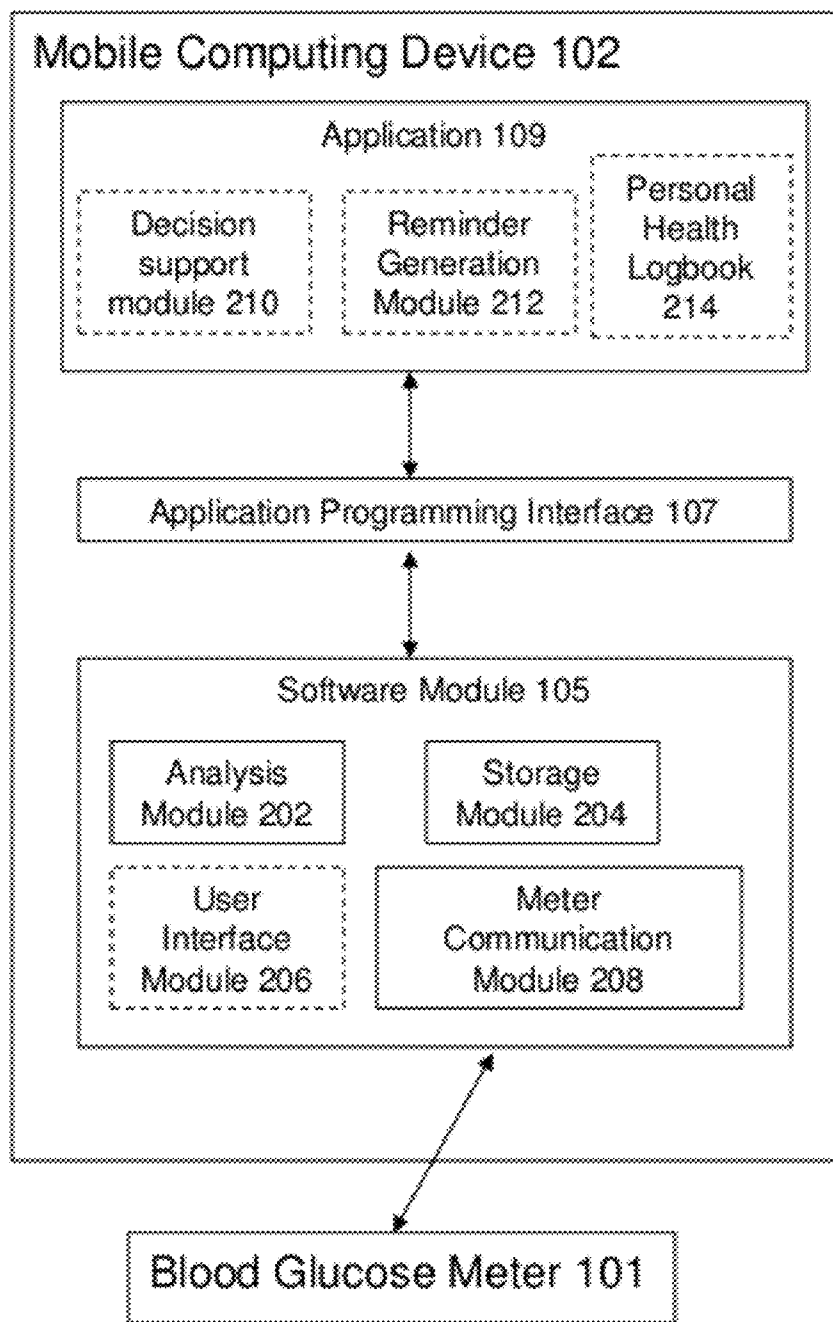 Mobile Computing Device 102
Application 109
Decision
support
module 210
Reminder
Generation
Module 212
Personal
Health
Logbook
214
Application Programming Interface 107
Software Module 105
Analysis
Module 202
Storage
Module 204
User
Interface
Module 206
Meter
Communication
Module 208
Blood Glucose Meter 101